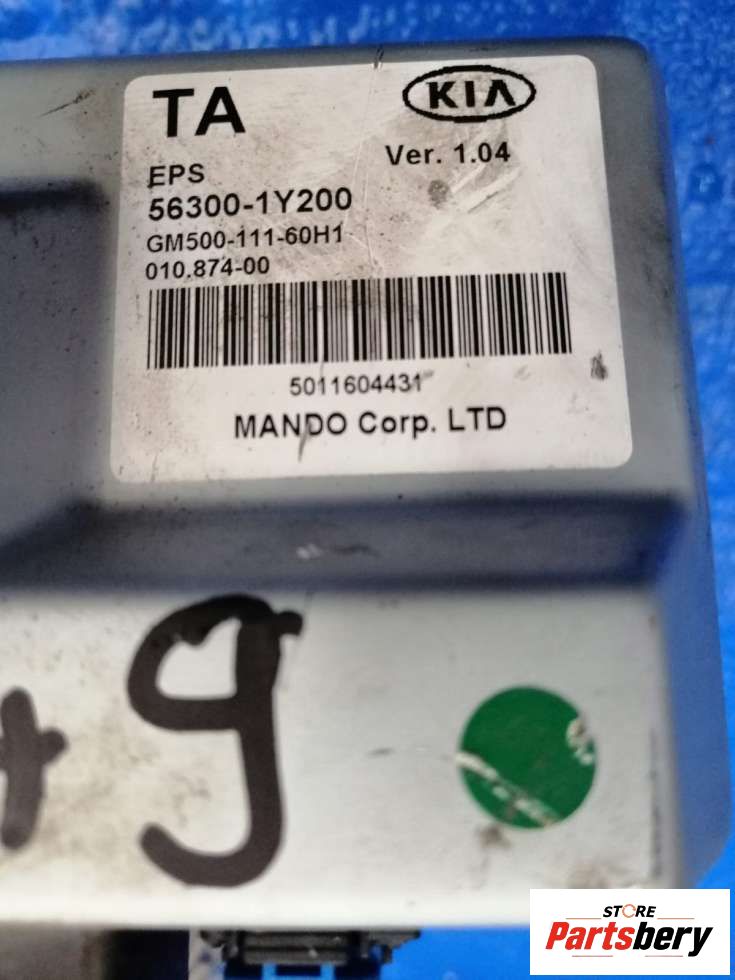 TA
KIA
Ver. 1.04
EPS
56300-1Y200
GM500-111-60H1
010.874-00
5011604431
MANDO Corp. LTD
9
STORE
Partsbery